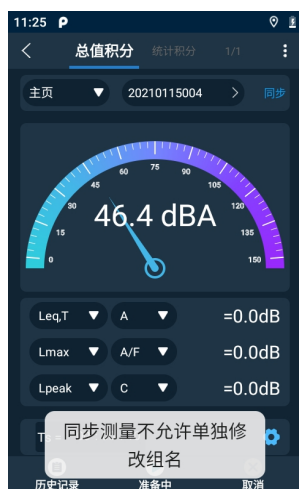 11:25 P
总值积分 统计积分 1/1
主页 20210115004 同步
0 15 30 45 60 75 90 105 120 135 150
46.4 dBA
Leq,T A =0.0dB
Lmax A/F =0.0dB
Lpeak C =0.0dB
同步测量不允许单独修
改组名
历史记录 准备中 取消